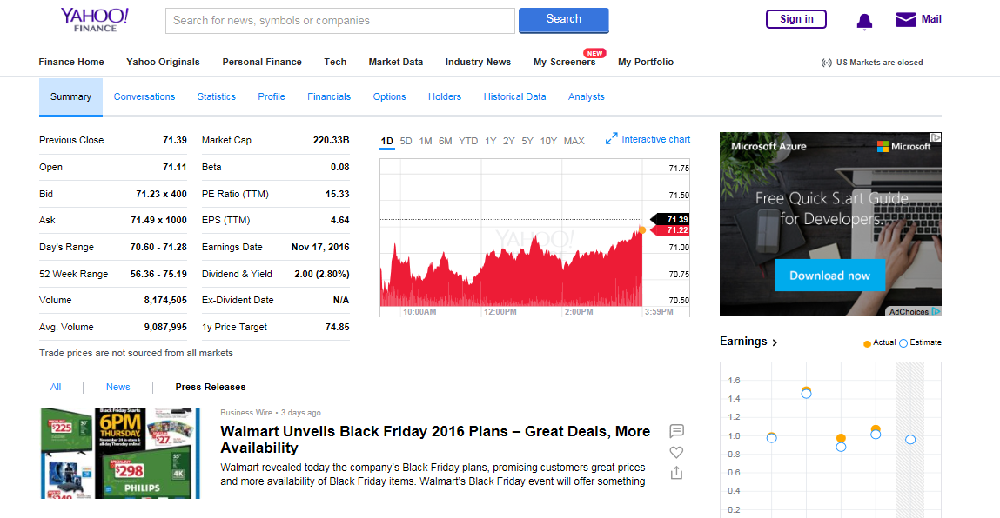 YAHOO!
FINANCE
Search for news, symbols or companies
Search
Sign in
Mail
Finance Home
Yahoo Originals
Personal Finance
Tech
Market Data
Industry News
My Screeners
NEW
My Portfolio
US Markets are closed
Summary
Conversations
Statistics
Profile
Financials
Options
Holders
Historical Data
Analysts
Previous Close 71.39
Open 71.11
Bid 71.23 x 400
Ask 71.49 x 1000
Day's Range 70.60 - 71.28
52 Week Range 56.36 - 75.19
Volume 8,174,505
Avg. Volume 9,087,995
Market Cap 220.33B
Beta 0.08
PE Ratio (TTM) 15.33
EPS (TTM) 4.64
Earnings Date Nov 17, 2016
Dividend & Yield 2.00 (2.80%)
Ex-Divident Date N/A
1y Price Target 74.85
Trade prices are not sourced from all markets
1D 5D 1M 6M YTD 1Y 2Y 5Y 10Y MAX
Interactive chart
71.75
71.50
71.39
71.22
71.00
70.75
70.50
YAHOO!
10:00AM 12:00PM 2:00PM 3:59PM
Microsoft Azure
Microsoft
Free Quick Start Guide
for Developers.
Download now
AdChoices
Earnings
Actual Estimate
1.6
1.4
1.2
1.0
0.8
0.6
0.4
0.2
All
News
Press Releases
Black Friday Starts
6PM
THURSDAY,
$225
$27
$298
55"
4K
PHILIPS
Business Wire • 3 days ago
Walmart Unveils Black Friday 2016 Plans – Great Deals, More
Availability
Walmart revealed today the company's Black Friday plans, promising customers great prices
and more availability of Black Friday items. Walmart's Black Friday event will offer something